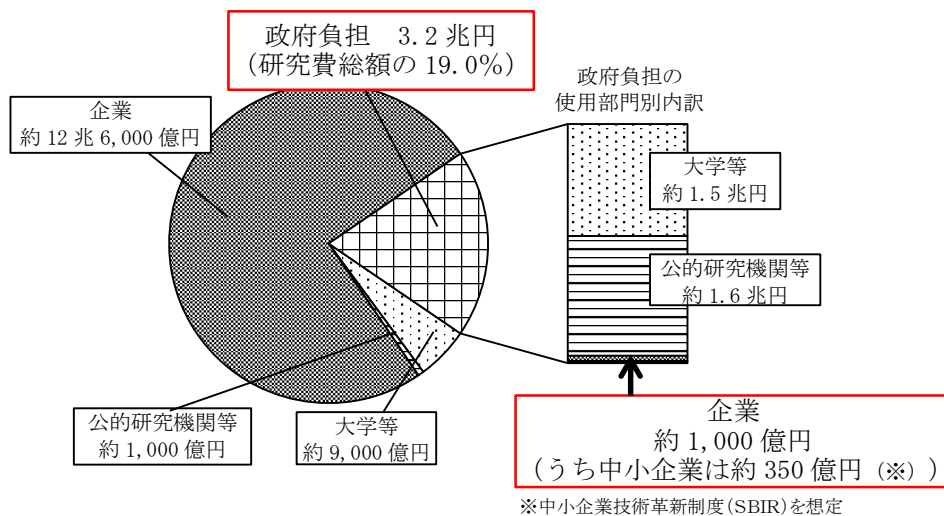 政府負担　3.2 兆円
（研究費総額の 19.0%）
政府負担の
使用部門別内訳
企業
約 12 兆 6,000 億円
大学等
約 1.5 兆円
公的研究機関等
約 1.6 兆円
公的研究機関等
約 1,000 億円
大学等
約 9,000 億円
企業
約 1,000 億円
（うち中小企業は約 350 億円（※））
※中小企業技術革新制度(SBIR)を想定